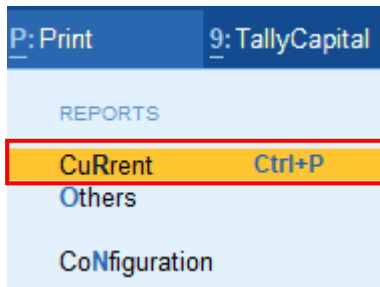 P: Print 9: TallyCapital
REPORTS
CuRrent Ctrl+P
Others
CoNfiguration